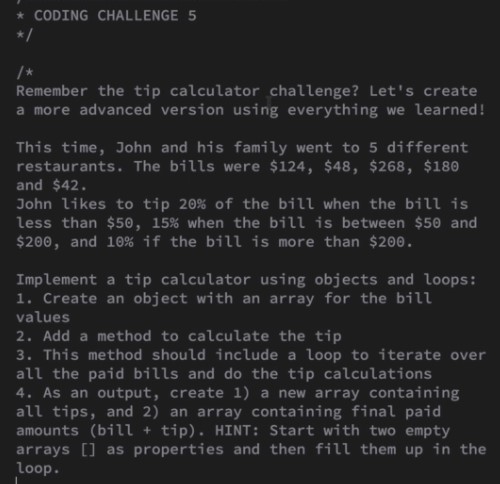 * CODING CHALLENGE 5
*/
/*
Remember the tip calculator challenge? Let's create
a more advanced version using everything we learned!
This time, John and his family went to 5 different
restaurants. The bills were $124, $48, $268, $180
and $42.
John likes to tip 20% of the bill when the bill is
less than $50, 15% when the bill is between $50 and
$200, and 10% if the bill is more than $200.
Implement a tip calculator using objects and loops:
1. Create an object with an array for the bill
values
2. Add a method to calculate the tip
3. This method should include a loop to iterate over
all the paid bills and do the tip calculations
4. As an output, create 1) a new array containing
all tips, and 2) an array containing final paid
amounts (bill + tip). HINT: Start with two empty
arrays [] as properties and then fill them up in the
loop.